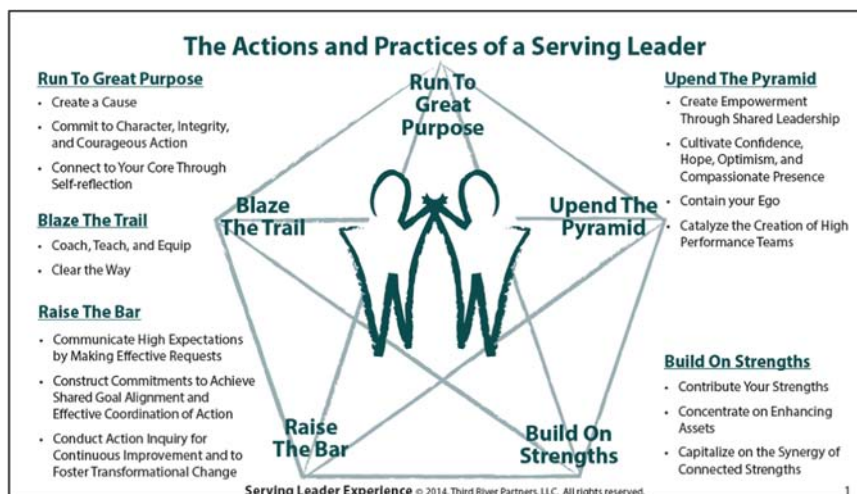 The Actions and Practices of a Serving Leader
Run To Great Purpose
• Create a Cause
• Commit to Character, Integrity,
and Courageous Action
• Connect to Your Core Through
Self-reflection
Blaze The Trail
• Coach, Teach, and Equip
• Clear the Way
Raise The Bar
• Communicate High Expectations
by Making Effective Requests
• Construct Commitments to Achieve
Shared Goal Alignment and
Effective Coordination of Action
• Conduct Action Inquiry for
Continuous Improvement and to
Foster Transformational Change
Run To
Great
Purpose
Blaze
The Trail
Upend The
Pyramid
Raise
The Bar
Build On
Strengths
Upend The Pyramid
• Create Empowerment
Through Shared Leadership
• Cultivate Confidence,
Hope, Optimism, and
Compassionate Presence
• Contain your Ego
• Catalyze the Creation of High
Performance Teams
Build On Strengths
• Contribute Your Strengths
• Concentrate on Enhancing
Assets
• Capitalize on the Synergy of
Connected Strengths
Serving Leader Experience © 2014 Third River Partners, LLC. All rights reserved.
1